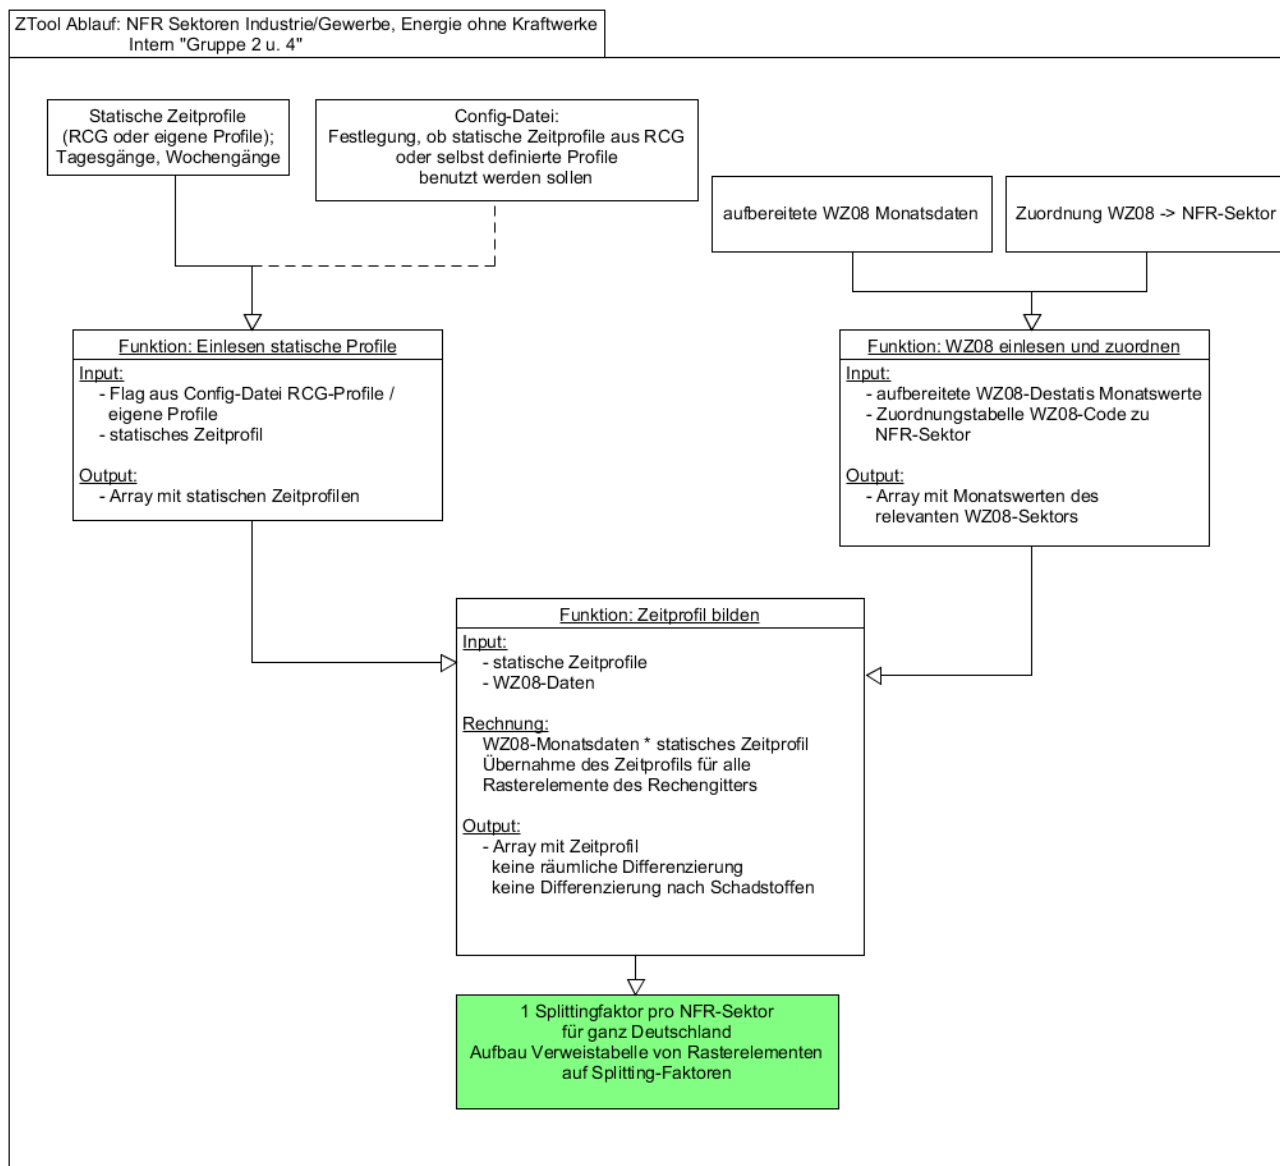 ZTool Ablauf: NFR Sektoren Industrie/Gewerbe, Energie ohne Kraftwerke
Intern "Gruppe 2 u. 4"
Statische Zeitprofile
(RCG oder eigene Profile);
Tagesgänge, Wochengänge
Config-Datei:
Festlegung, ob statische Zeitprofile aus RCG
oder selbst definierte Profile
benutzt werden sollen
aufbereitete WZ08 Monatsdaten
Zuordnung WZ08 -> NFR-Sektor
Funktion: Einlesen statische Profile
Input:
- Flag aus Config-Datei RCG-Profile /
eigene Profile
- statisches Zeitprofil
Output:
- Array mit statischen Zeitprofilen
Funktion: WZ08 einlesen und zuordnen
Input:
- aufbereitete WZ08-Destatis Monatswerte
- Zuordnungstabelle WZ08-Code zu
NFR-Sektor
Output:
- Array mit Monatswerten des
relevanten WZ08-Sektors
Funktion: Zeitprofil bilden
Input:
- statische Zeitprofile
- WZ08-Daten
Rechnung:
WZ08-Monatsdaten * statisches Zeitprofil
Übernahme des Zeitprofils für alle
Rasterelemente des Rechengitters
Output:
- Array mit Zeitprofil
keine räumliche Differenzierung
keine Differenzierung nach Schadstoffen
1 Splittingfaktor pro NFR-Sektor
für ganz Deutschland
Aufbau Verweistabelle von Rasterelementen
auf Splitting-Faktoren